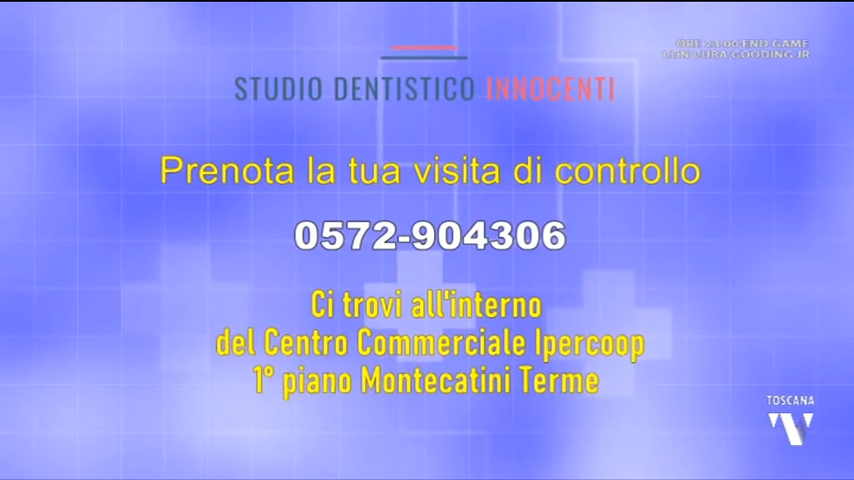 ORE 23:00 END GAME
CON CUBA GOODING JR
STUDIO DENTISTICO INNOCENTI
Prenota la tua visita di controllo
0572-904306
Ci trovi all'interno
del Centro Commerciale Ipercoop
1° piano Montecatini Terme
TOSCANA
TV